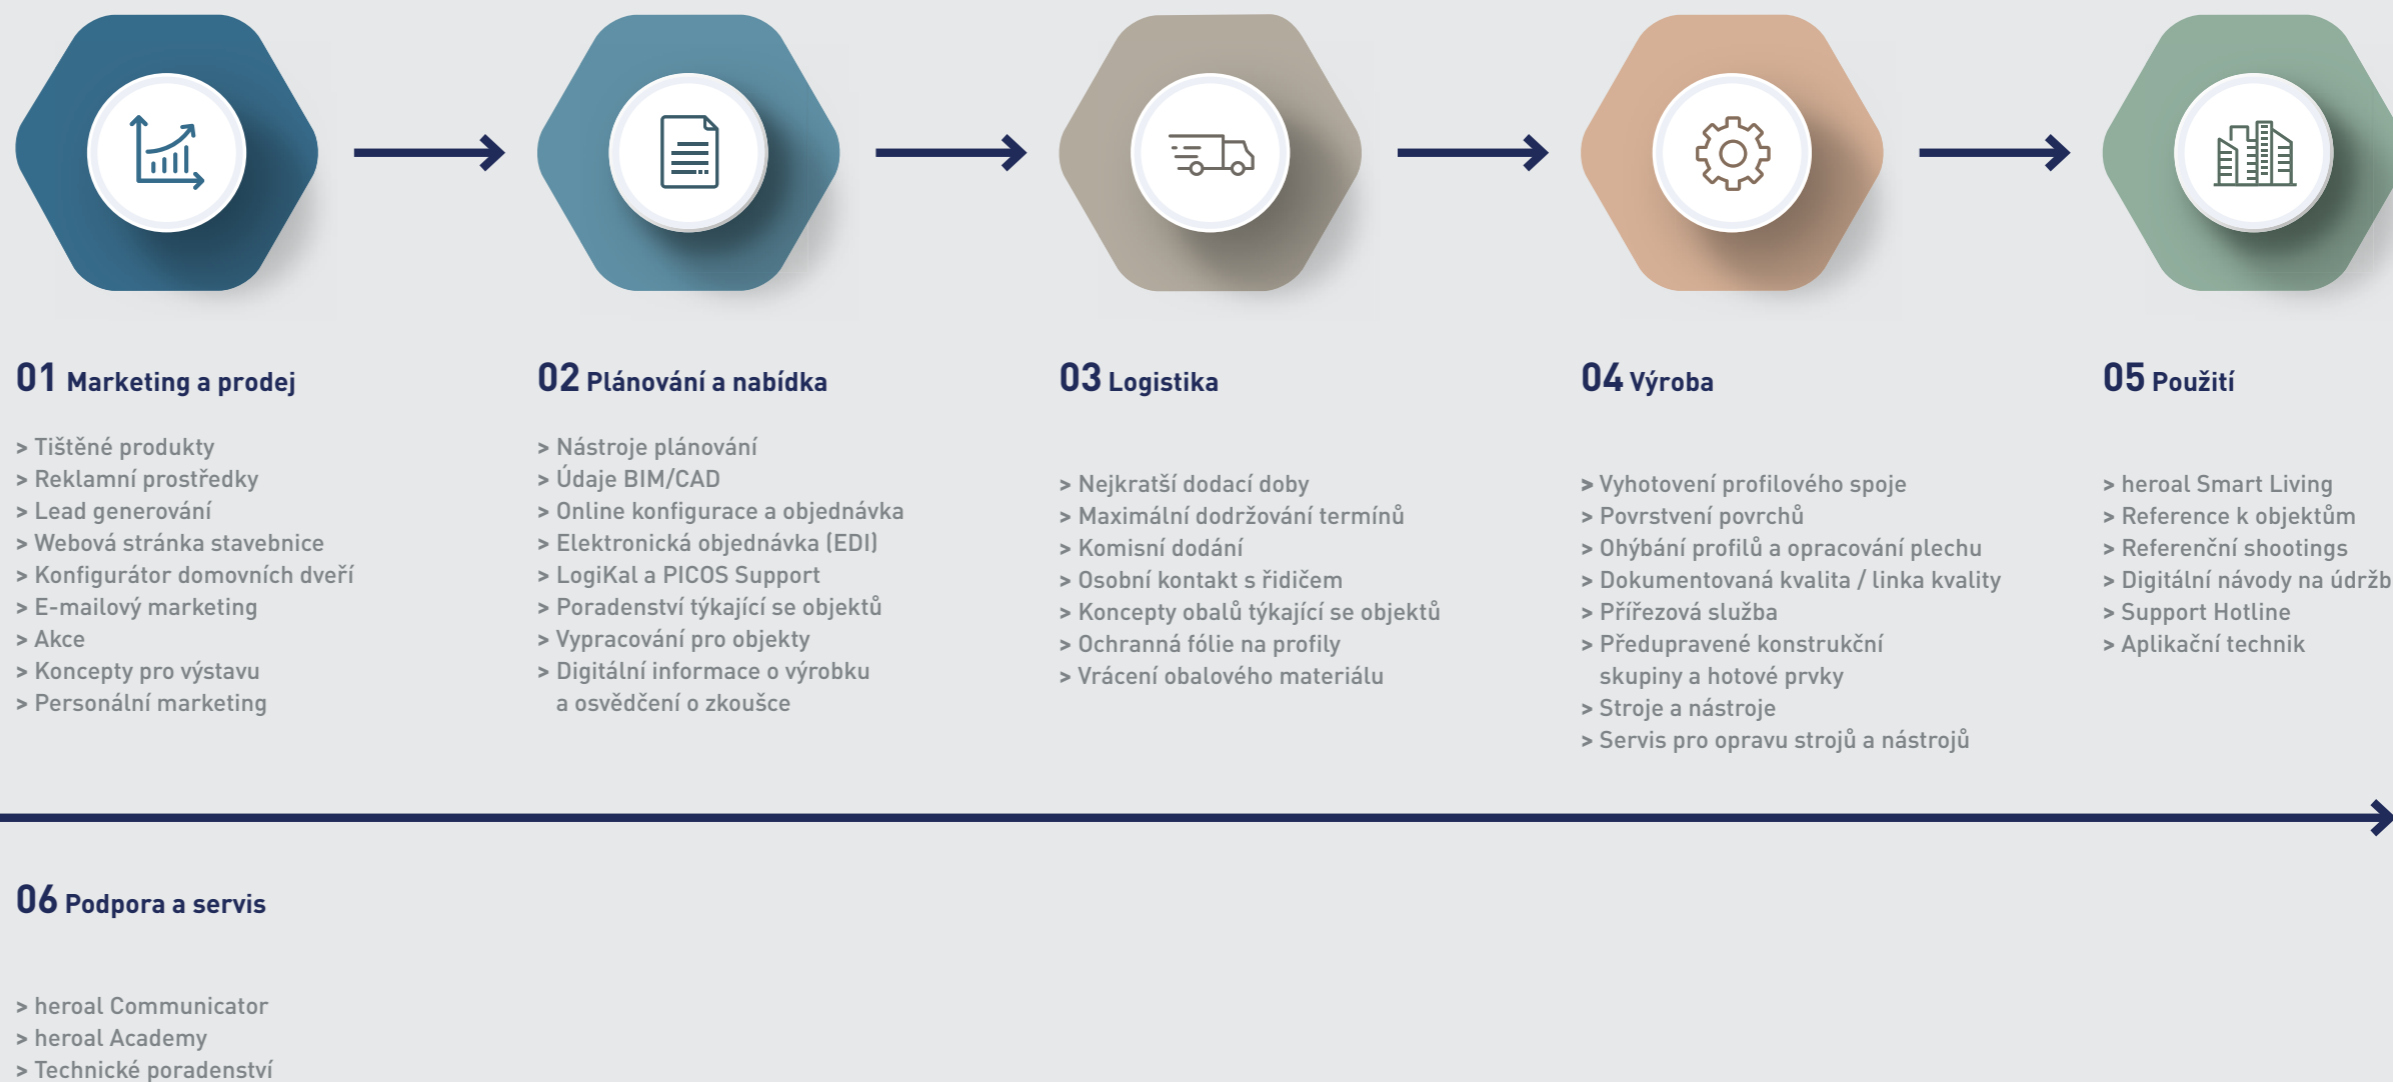 01 Marketing a prodej
> Tištěné produkty
> Reklamní prostředky
> Lead generování
> Webová stránka stavebnice
> Konfigurátor domovních dveří
> E-mailový marketing
> Akce
> Koncepty pro výstavu
> Personální marketing
02 Plánování a nabídka
> Nástroje plánování
> Údaje BIM/CAD
> Online konfigurace a objednávka
> Elektronická objednávka (EDI)
> LogiKal a PICOS Support
> Poradenství týkající se objektů
> Vypracování pro objekty
> Digitální informace o výrobku
a osvědčení o zkoušce
03 Logistika
> Nejkratší dodací doby
> Maximální dodržování termínů
> Komisní dodání
> Osobní kontakt s řidičem
> Koncepty obalů týkající se objektů
> Ochranná fólie na profily
> Vrácení obalového materiálu
04 Výroba
> Vyhotovení profilového spoje
> Povrstvení povrchů
> Ohýbání profilů a opracování plechu
> Dokumentovaná kvalita / linka kvality
> Přířezová služba
> Předupravené konstrukční
skupiny a hotové prvky
> Stroje a nástroje
> Servis pro opravu strojů a nástrojů
05 Použití
> heroal Smart Living
> Reference k objektům
> Referenční shootings
> Digitální návody na údržb
> Support Hotline
> Aplikační technik
06 Podpora a servis
> heroal Communicator
> heroal Academy
> Technické poradenství